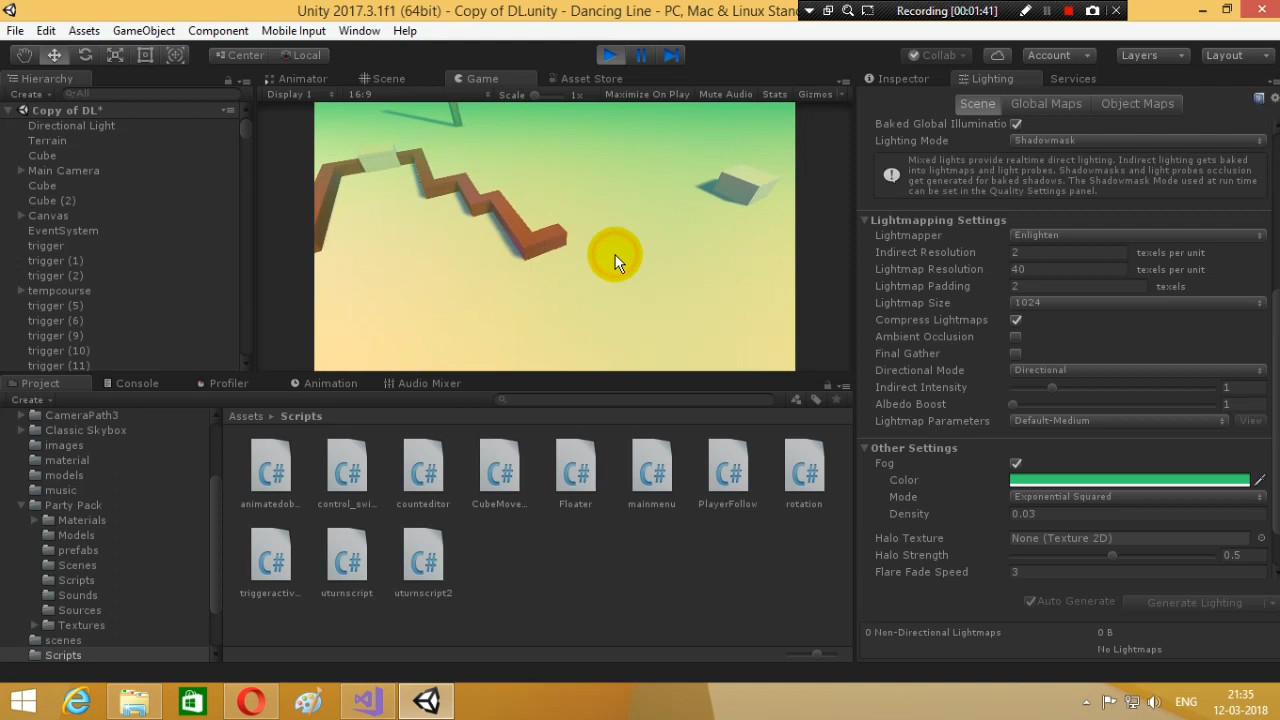 Unity 2017.3.1f1 (64bit) - Copy of DL.unity - Dancing Line - PC, Mac & Linux Stand
Recording [00:01:41]
File Edit Assets GameObject Component Mobile Input Window Help
Center Local Collab Account Layers Layout
Hierarchy
Create All
Copy of DL*
Directional Light
Terrain
Cube
Main Camera
Cube
Cube (2)
Canvas
EventSystem
trigger
trigger (1)
trigger (2)
tempcourse
trigger (5)
trigger (6)
trigger (9)
trigger (10)
trigger (11)
Animator Scene Game Asset Store
Display 1 16:9 Scale 1x Maximize On Play Mute Audio Stats Gizmos
Inspector Lighting Services
Scene Global Maps Object Maps
Baked Global Illuminatio
Lighting Mode Shadowmask
Mixed lights provide realtime direct lighting. Indirect lighting gets baked
into lightmaps and light probes. Shadowmasks and light probes occlusion
get generated for baked shadows. The Shadowmask Mode used at run time
can be set in the Quality Settings panel.
Lightmapping Settings
Lightmapper Enlighten
Indirect Resolution 2 texels per unit
Lightmap Resolution 40 texels per unit
Lightmap Padding 2 texels
Lightmap Size 1024
Compress Lightmaps
Ambient Occlusion
Final Gather
Directional Mode Directional
Indirect Intensity 1
Albedo Boost 1
Lightmap Parameters Default-Medium View
Other Settings
Fog
Color
Mode Exponential Squared
Density 0.03
Halo Texture None (Texture 2D)
Halo Strength 0.5
Flare Fade Speed 3
Auto Generate Generate Lighting
0 Non-Directional Lightmaps 0 B
No Lightmaps
Project Console Profiler Animation Audio Mixer
Create
CameraPath3
Classic Skybox
images
material
models
music
Party Pack
Materials
Models
prefabs
Scenes
Scripts
Sounds
Sources
Textures
scenes
Scripts
Assets Scripts
animatedob... control_swi... counteditor CubeMove... Floater mainmenu PlayerFollow rotation
triggeractiv... uturnscript uturnscript2
ENG
21:35
12-03-2018